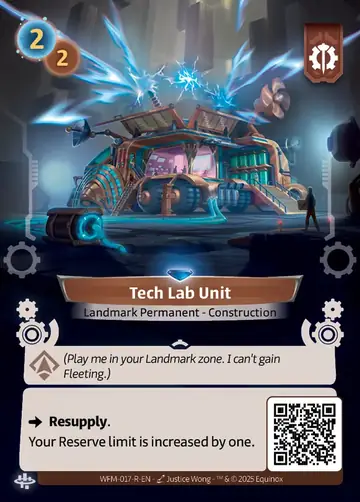 2
2
Tech Lab Unit
Landmark Permanent - Construction
(Play me in your Landmark zone. I can't gain
Fleeting.)
Resupply.
Your Reserve limit is increased by one.
WFM-017-R-EN - Justice Wong - ™ & © 2025 Equinox